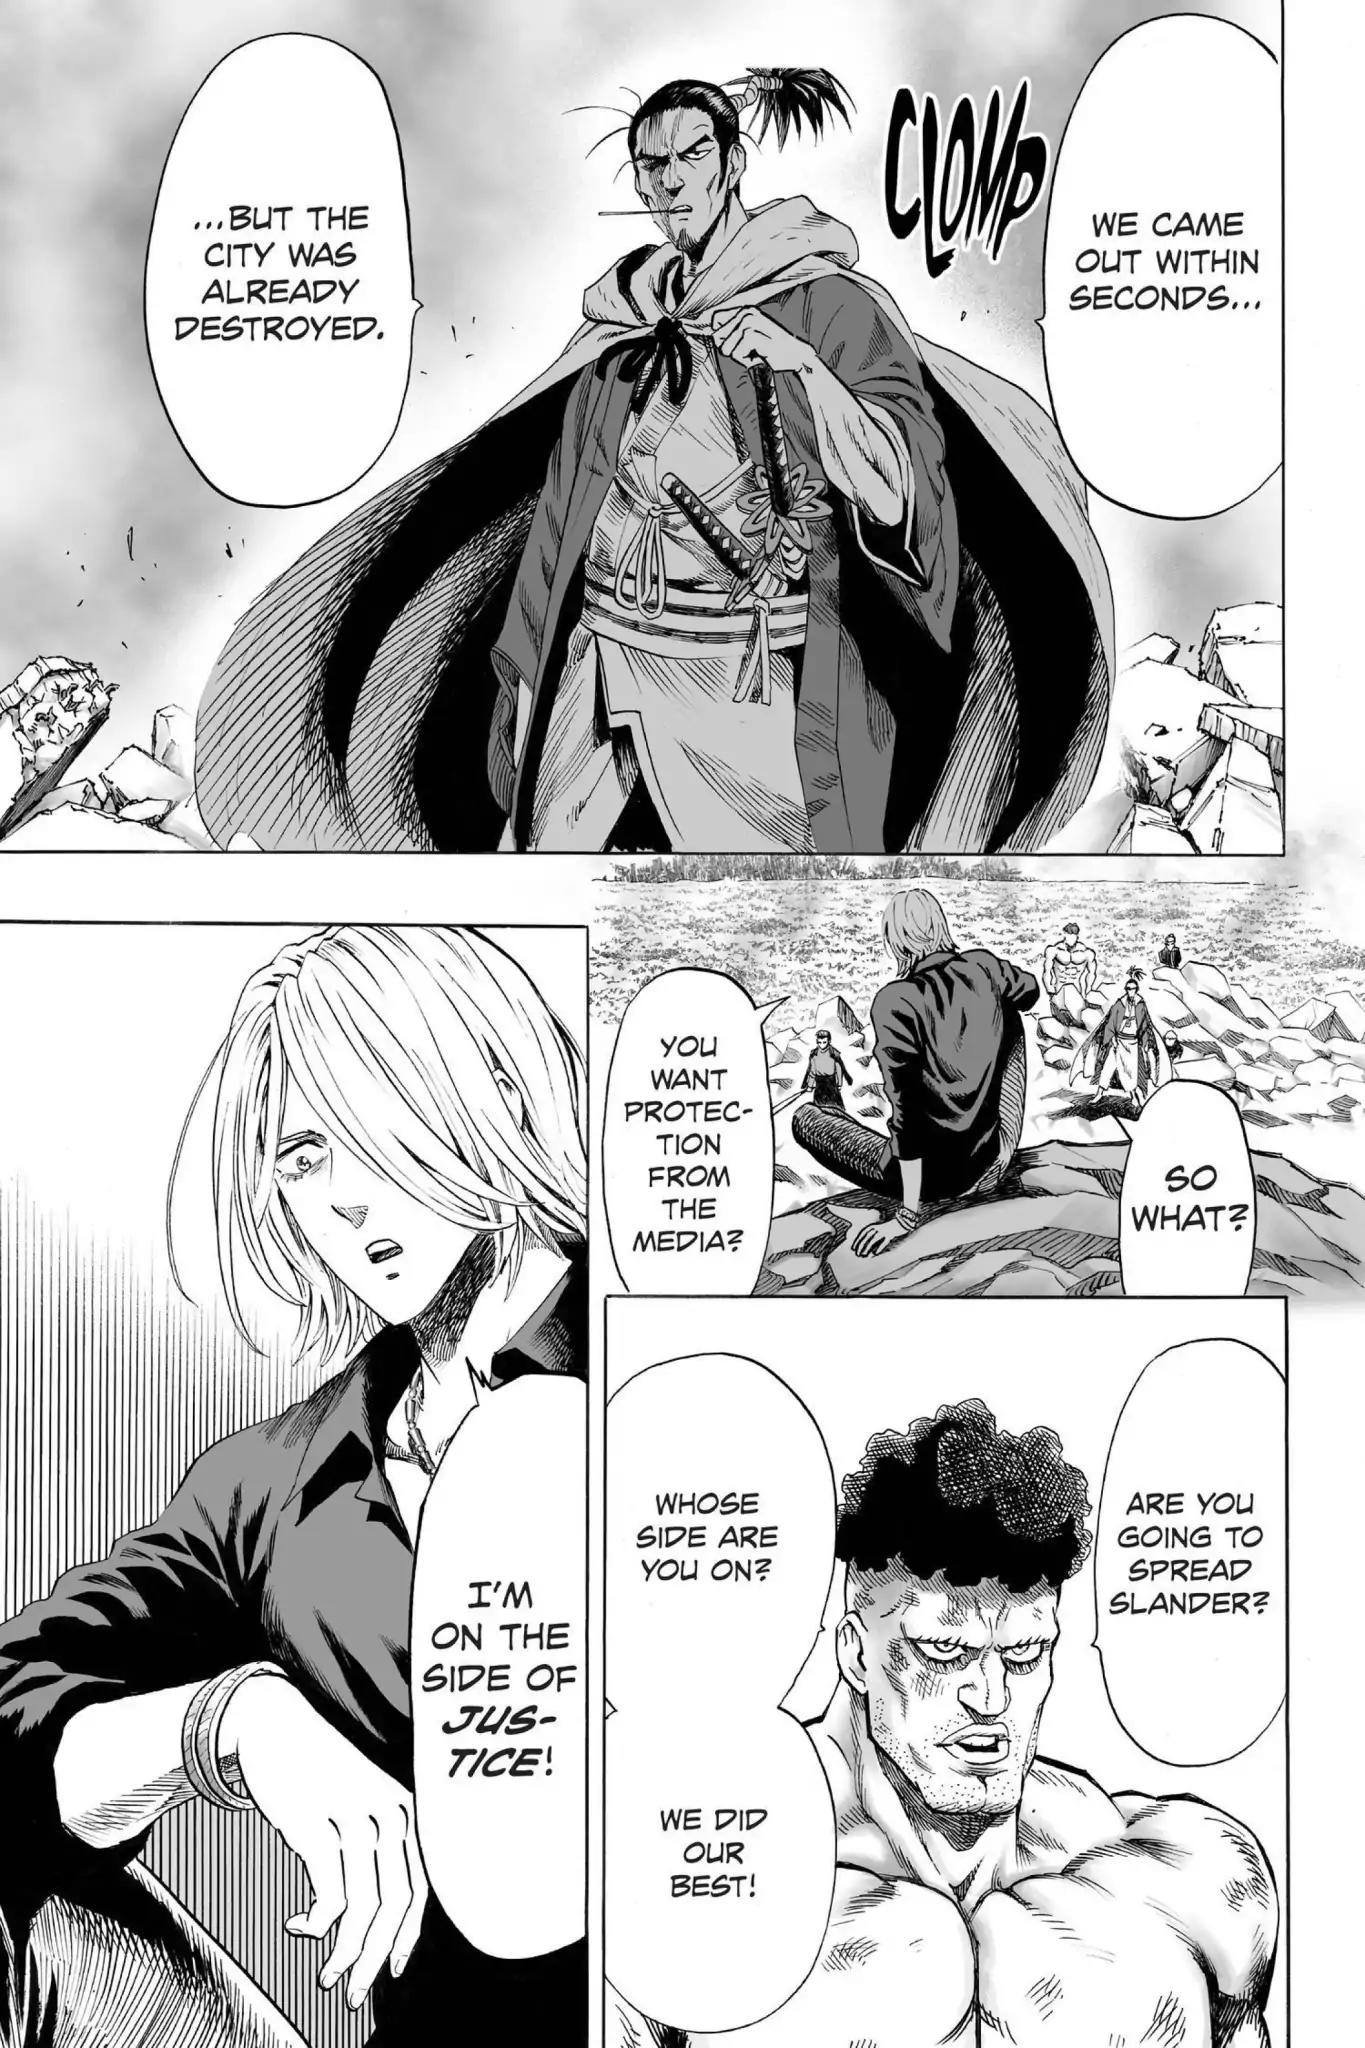 WE CAME
OUT WITHIN
SECONDS...
CLOMP
...BUT THE
CITY WAS
ALREADY
DESTROYED.
SO
WHAT?
YOU
WANT
PROTEC-
TION
FROM
THE
MEDIA?
ARE YOU
GOING TO
SPREAD
SLANDER?
WHOSE
SIDE ARE
YOU ON?
WE DID
OUR
BEST!
I'M
ON THE
SIDE OF
JUS-
TICE!